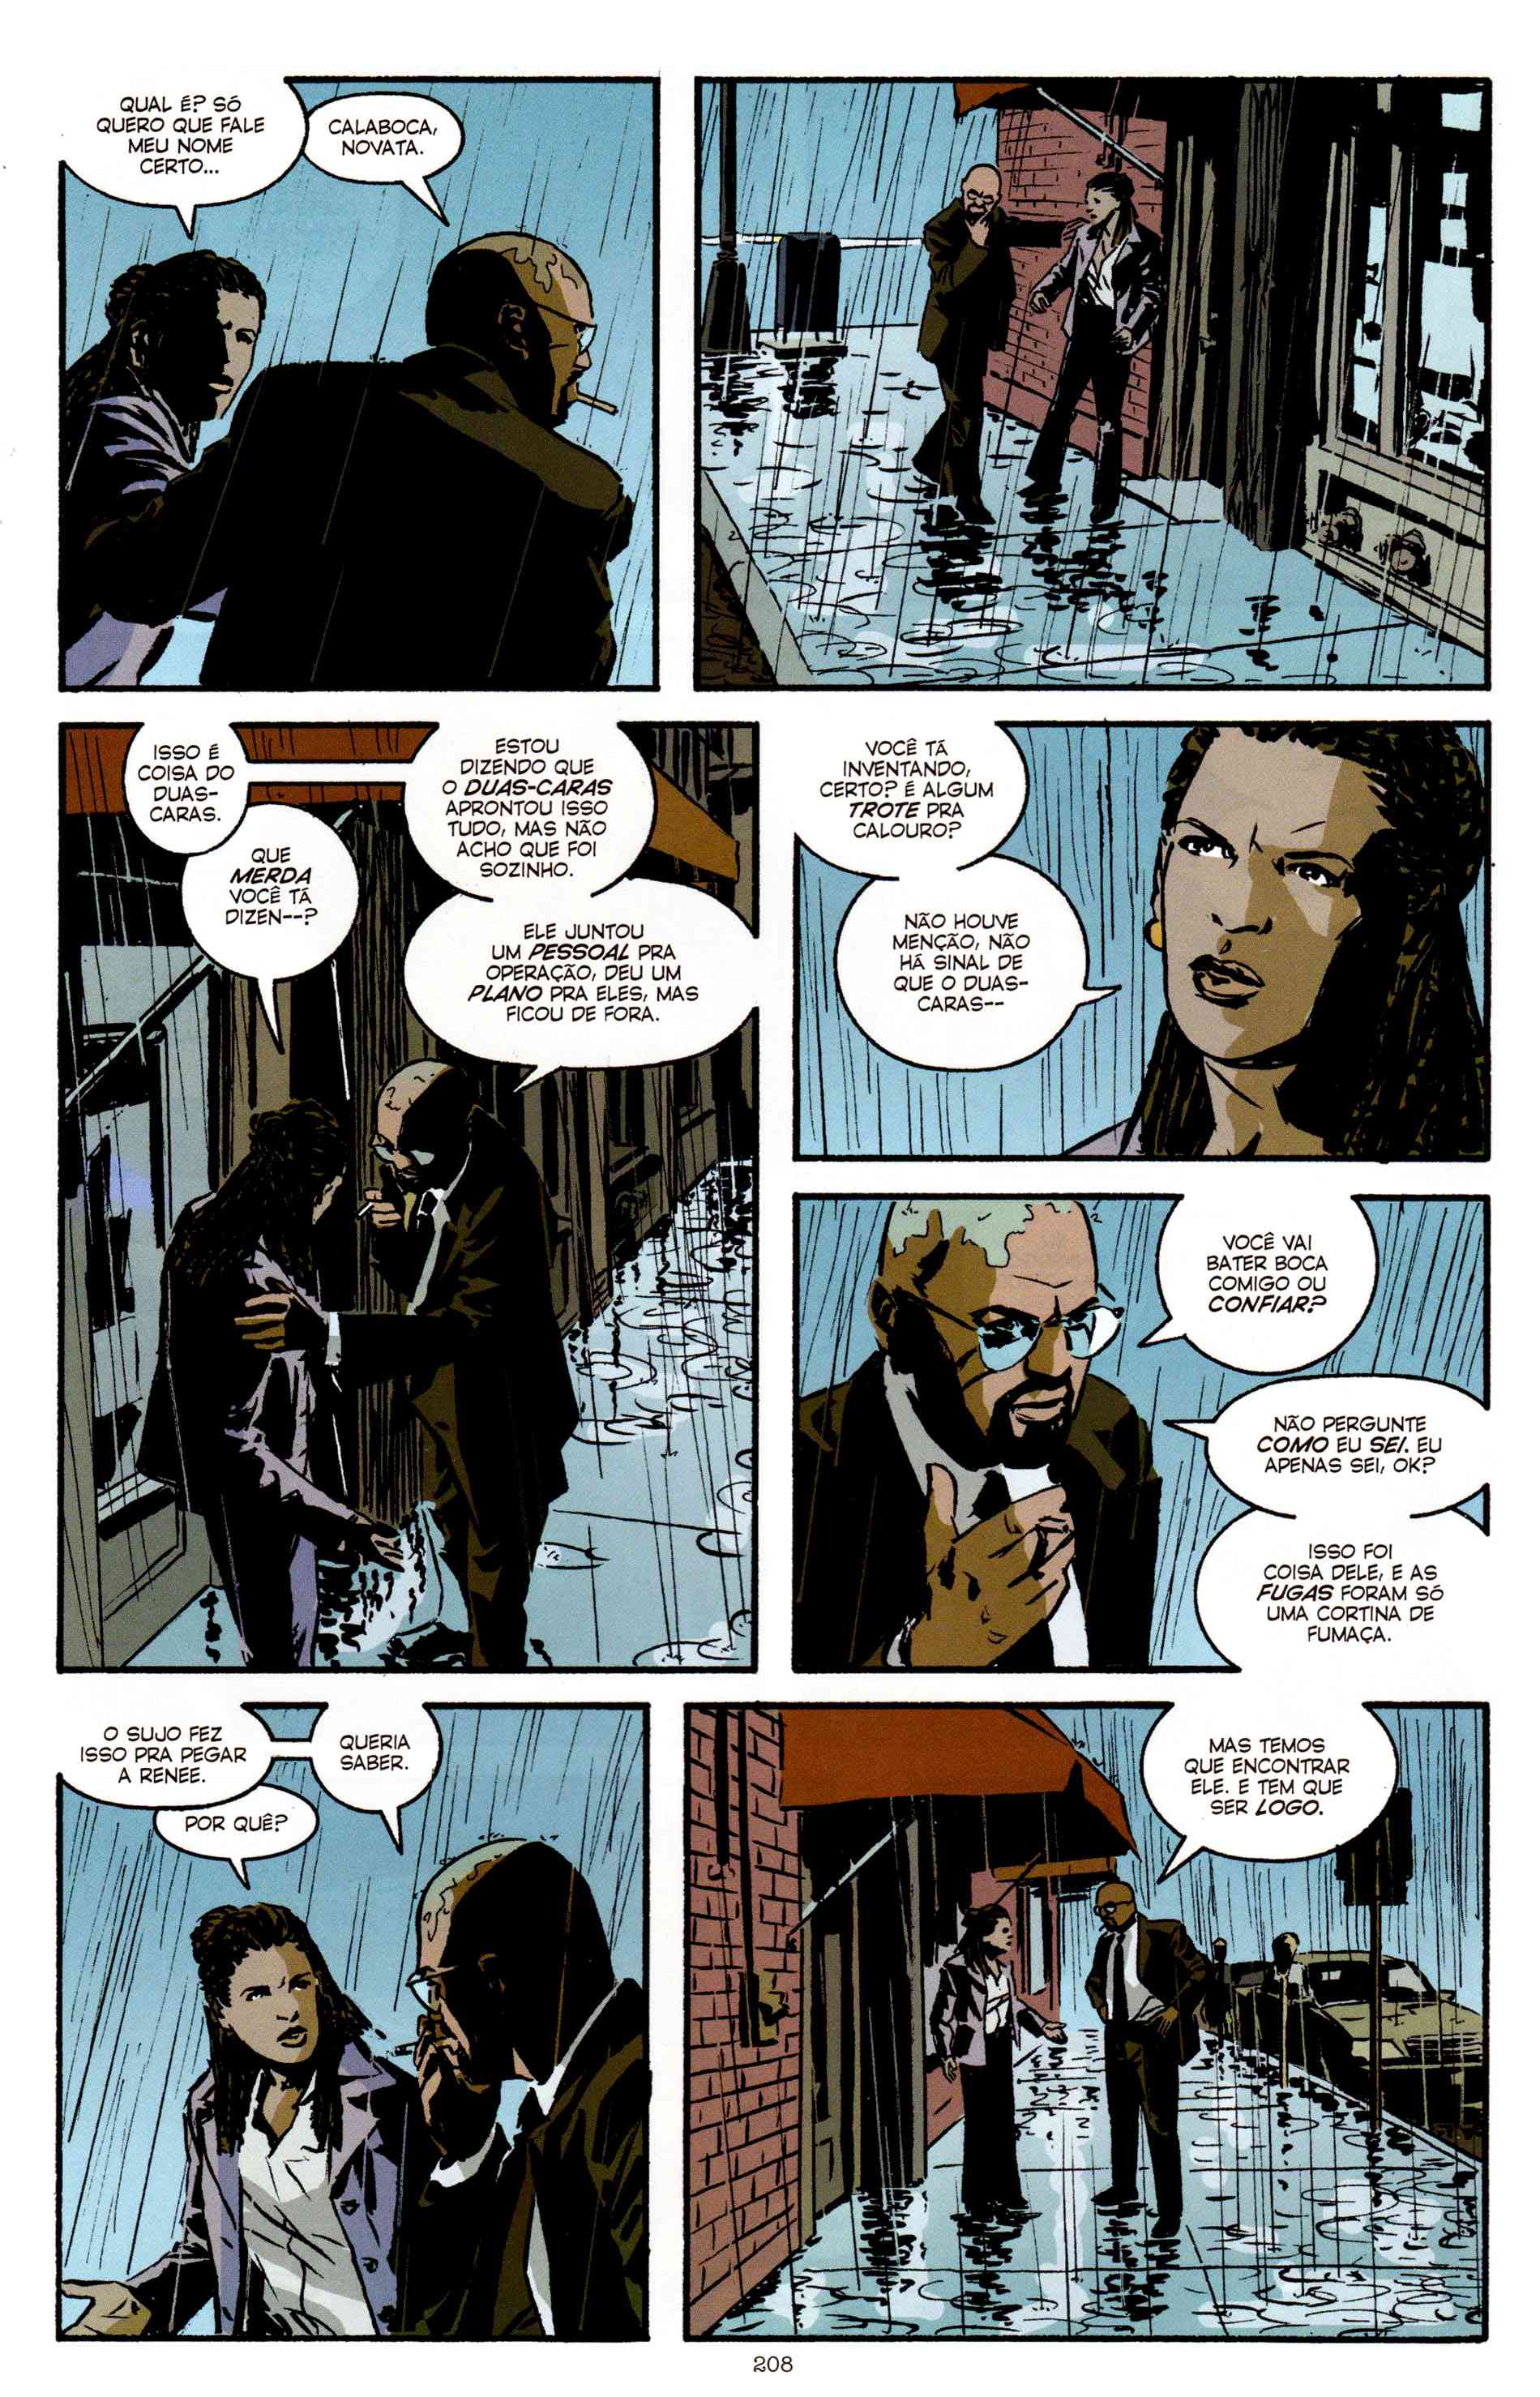 QUAL É? SÓ
QUERO QUE FALE
MEU NOME
CERTO...
CALABOCA,
NOVATA.
ISSO É
COISA DO
DUAS-
CARAS.
QUE
MERDA
VOCÊ TÁ
DIZEN--?
ESTOU
DIZENDO QUE
O DUAS-CARAS
APRONTOU ISSO
TUDO, MAS NÃO
ACHO QUE FOI
SOZINHO.
ELE JUNTOU
UM PESSOAL PRA
OPERAÇÃO, DEU UM
PLANO PRA ELES, MAS
FICOU DE FORA.
VOCÊ TÁ
INVENTANDO,
CERTO? É ALGUM
TROTE PRA
CALOURO?
NÃO HOUVE
MENÇÃO, NÃO
HÁ SINAL DE
QUE O DUAS-
CARAS--
VOCÊ VAI
BATER BOCA
COMIGO OU
CONFIAR?
NÃO PERGUNTE
COMO EU SEI. EU
APENAS SEI, OK?
ISSO FOI
COISA DELE, E AS
FUGAS FORAM SÓ
UMA CORTINA DE
FUMAÇA.
O SUJO FEZ
ISSO PRA PEGAR
A RENEE.
POR QUÊ?
QUERIA
SABER.
MAS TEMOS
QUE ENCONTRAR
ELE. E TEM QUE
SER LOGO.
208